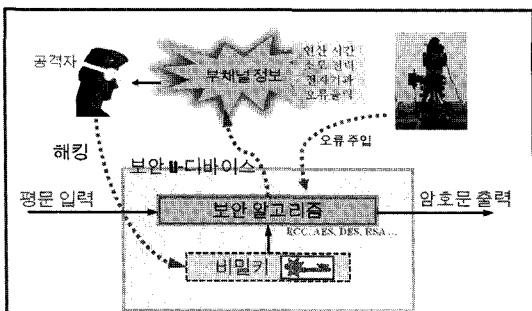 공격자
부채널 정보
연산 시간
소모 전력
전자기파
오류 출력
해킹
오류 주입
보안 u-디바이스
평문 입력
보안 알고리즘
암호문 출력
ECC, AES, DES, RSA ...
비밀키